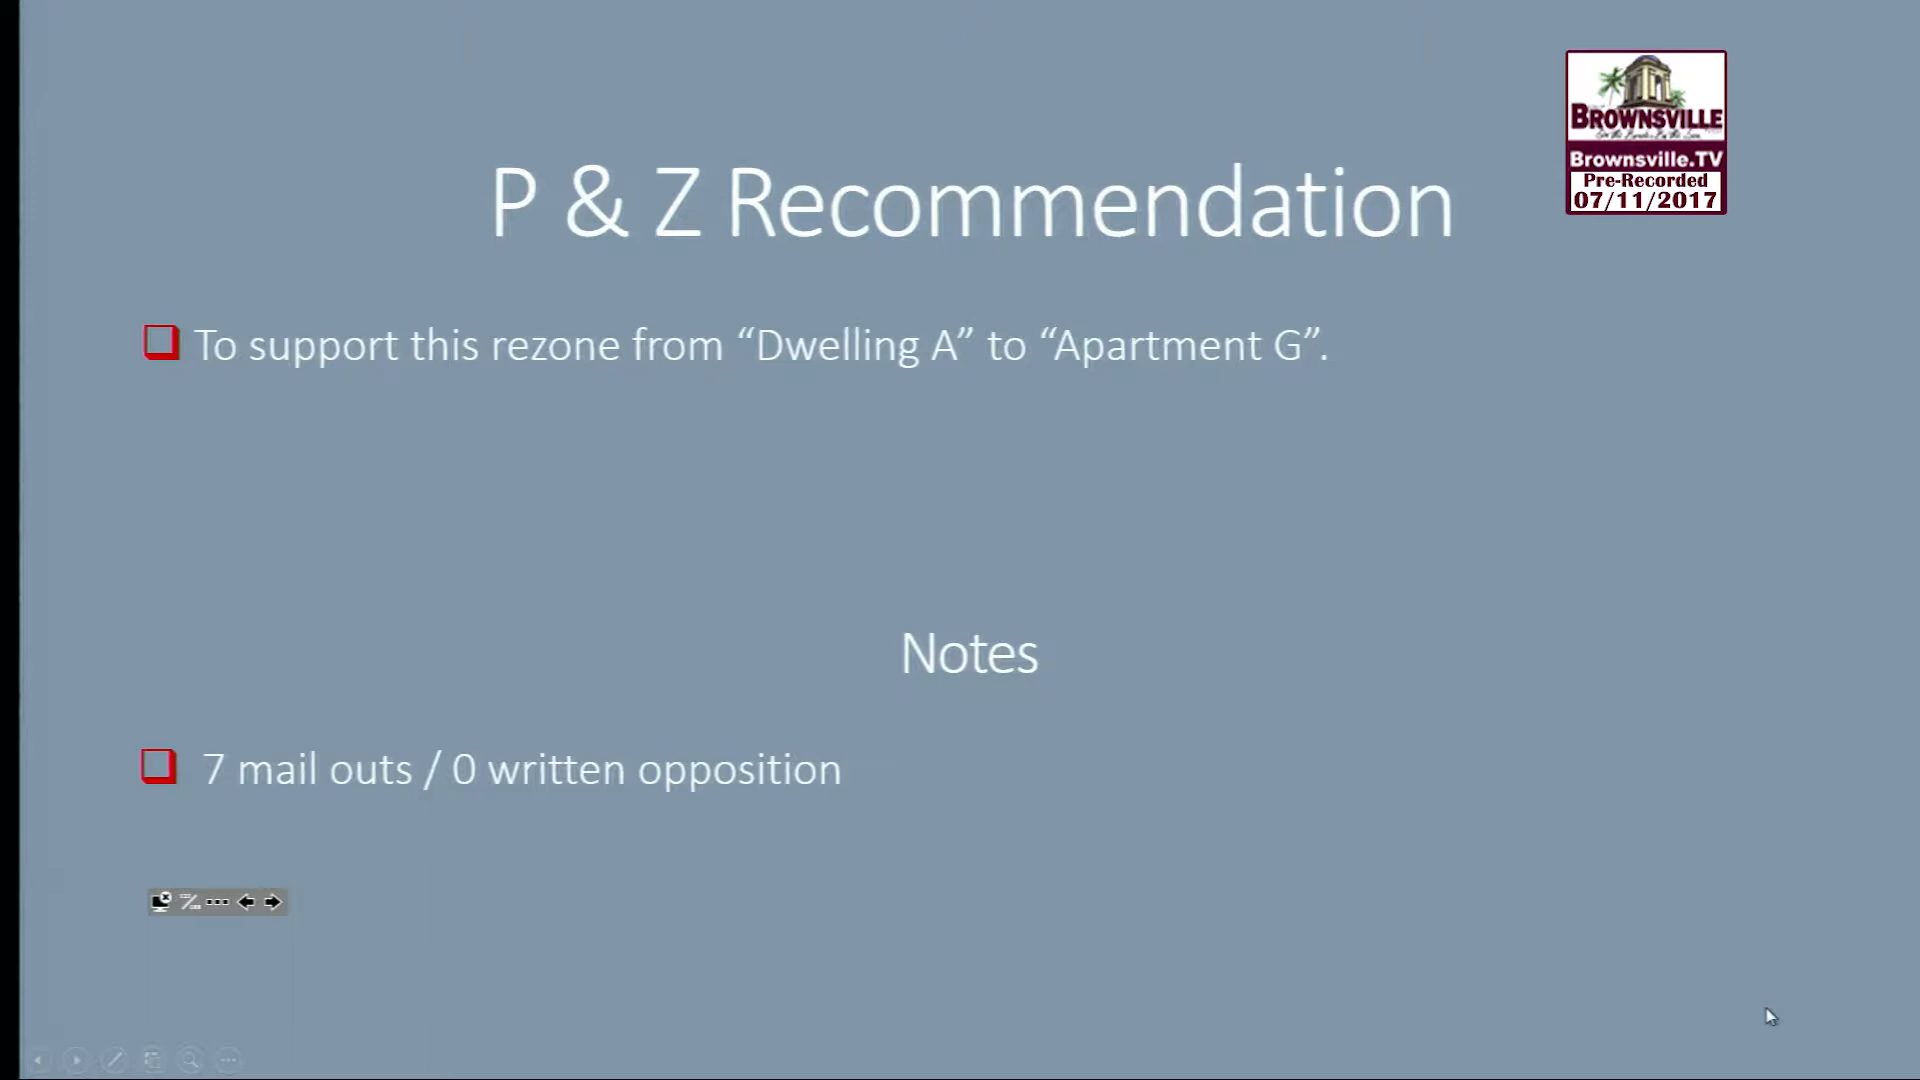 BROWNSVILLE
Brownsville.TV
Pre-Recorded
07/11/2017
P & Z Recommendation
❑ To support this rezone from “Dwelling A” to “Apartment G”.
Notes
❑ 7 mail outs / 0 written opposition